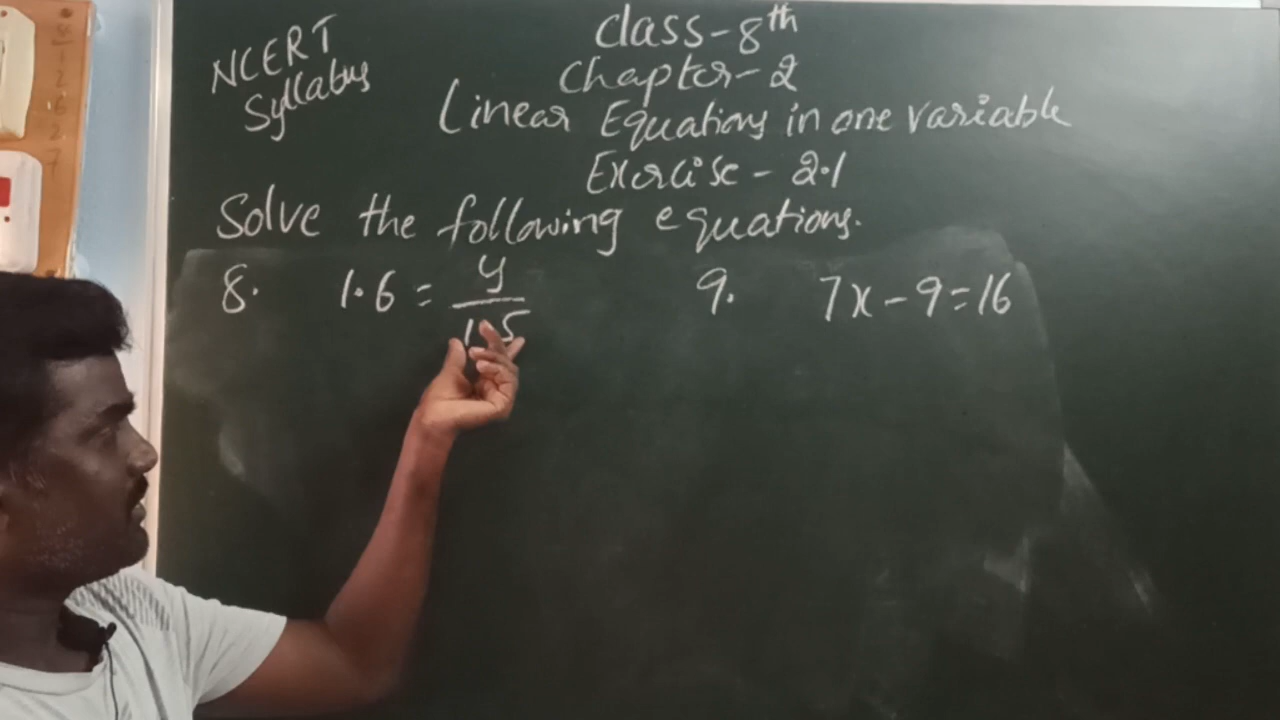 NCERT
Syllabus
Class-8th
Chapter-2
Linear Equations in one variable
Exercise - 2.1
Solve the following equations.
8. 1.6 = y/1.5
9. 7x - 9 = 16